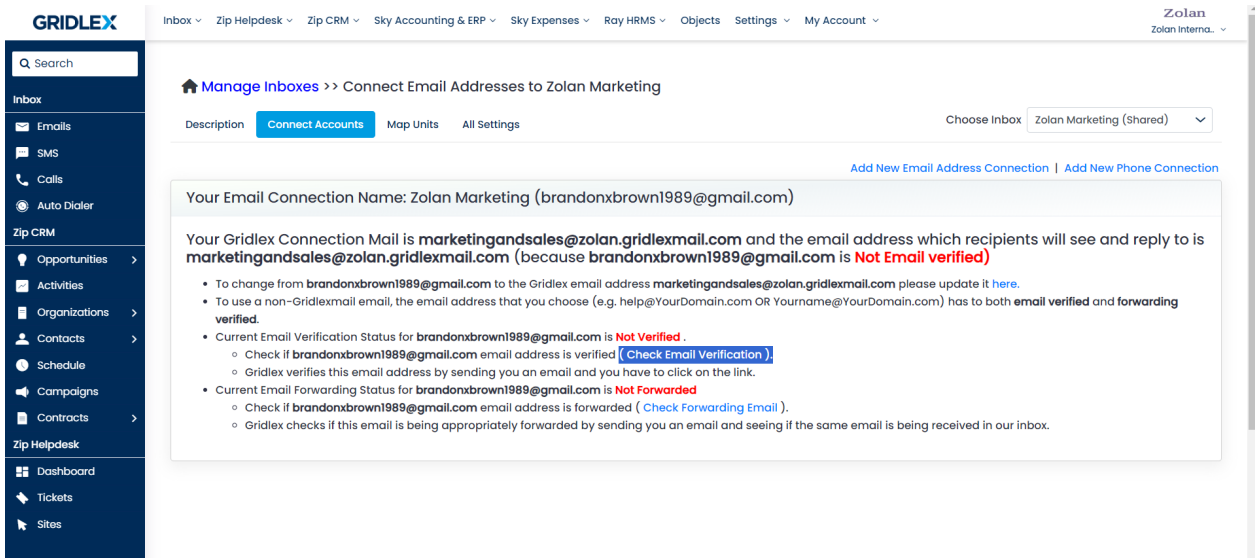 GRIDLEX
Inbox Zip Helpdesk Zip CRM Sky Accounting & ERP Sky Expenses Ray HRMS Objects Settings My Account
Zolan
Zolan Interna..
Search
Inbox
Emails
SMS
Calls
Auto Dialer
Zip CRM
Opportunities
Activities
Organizations
Contacts
Schedule
Campaigns
Contracts
Zip Helpdesk
Dashboard
Tickets
Sites
Manage Inboxes >> Connect Email Addresses to Zolan Marketing
Description Connect Accounts Map Units All Settings
Choose Inbox Zolan Marketing (Shared)
Add New Email Address Connection | Add New Phone Connection
Your Email Connection Name: Zolan Marketing (brandonxbrown1989@gmail.com)
Your Gridlex Connection Mail is marketingandsales@zolan.gridlexmail.com and the email address which recipients will see and reply to is
marketingandsales@zolan.gridlexmail.com (because brandonxbrown1989@gmail.com is Not Email verified)
• To change from brandonxbrown1989@gmail.com to the Gridlex email address marketingandsales@zolan.gridlexmail.com please update it here.
• To use a non-Gridlexmail email, the email address that you choose (e.g. help@YourDomain.com OR Yourname@YourDomain.com) has to both email verified and forwarding
verified.
• Current Email Verification Status for brandonxbrown1989@gmail.com is Not Verified .
◦ Check if brandonxbrown1989@gmail.com email address is verified ( Check Email Verification ).
◦ Gridlex verifies this email address by sending you an email and you have to click on the link.
• Current Email Forwarding Status for brandonxbrown1989@gmail.com is Not Forwarded
◦ Check if brandonxbrown1989@gmail.com email address is forwarded ( Check Forwarding Email ).
◦ Gridlex checks if this email is being appropriately forwarded by sending you an email and seeing if the same email is being received in our inbox.